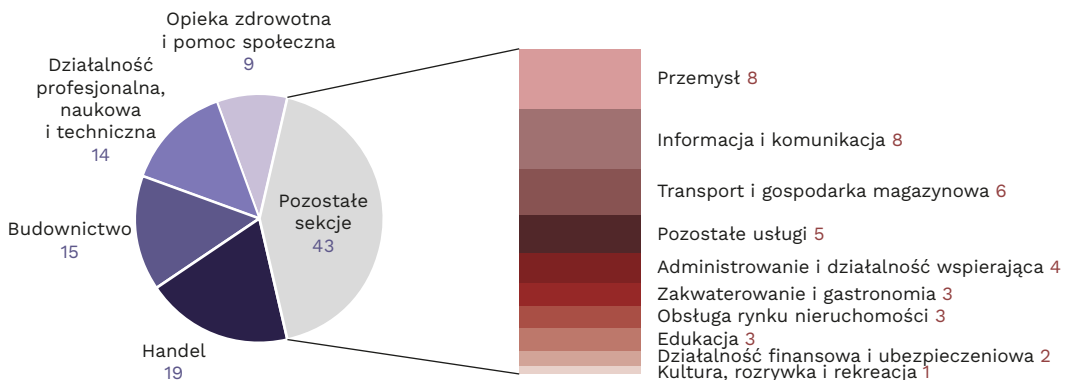 Opieka zdrowotna
i pomoc społeczna
9
Działalność
profesjonalna,
naukowa
i techniczna
14
Budownictwo
15
Handel
19
Pozostałe
sekcje
43
Przemysł 8
Informacja i komunikacja 8
Transport i gospodarka magazynowa 6
Pozostałe usługi 5
Administrowanie i działalność wspierająca 4
Zakwaterowanie i gastronomia 3
Obsługa rynku nieruchomości 3
Edukacja 3
Działalność finansowa i ubezpieczeniowa 2
Kultura, rozrywka i rekreacja 1